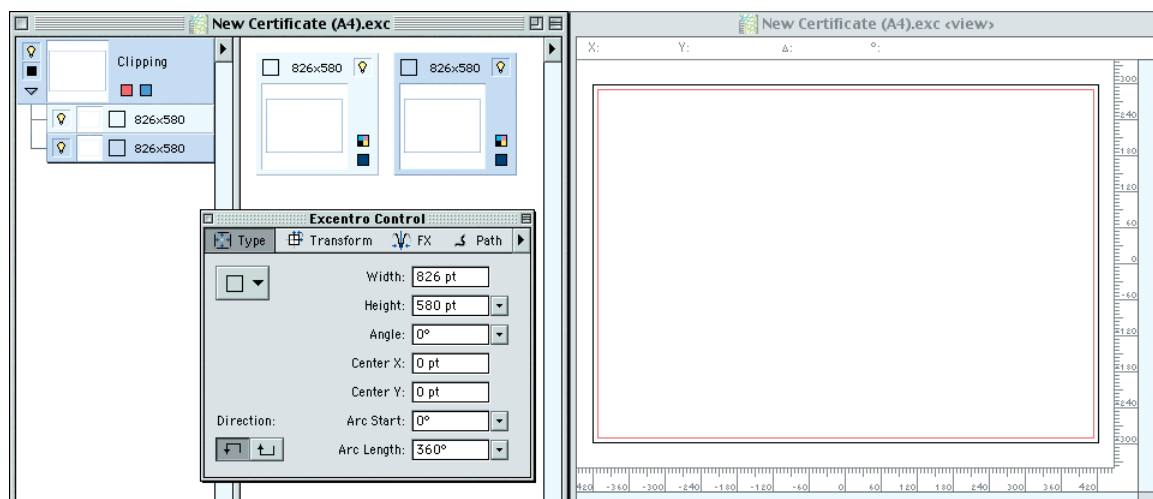 New Certificate (A4).exc
New Certificate (A4).exc <view>
Clipping
826x580
826x580
826x580
826x580
X: Y: Δ: °:
Excentro Control
Type Transform FX Path
Width: 826 pt
Height: 580 pt
Angle: 0°
Center X: 0 pt
Center Y: 0 pt
Direction:
Arc Start: 0°
Arc Length: 360°
300
240
180
120
60
0
-60
-120
-180
-240
-300
420 -360 -300 -240 -180 -120 -60 0 60 120 180 240 300 360 420